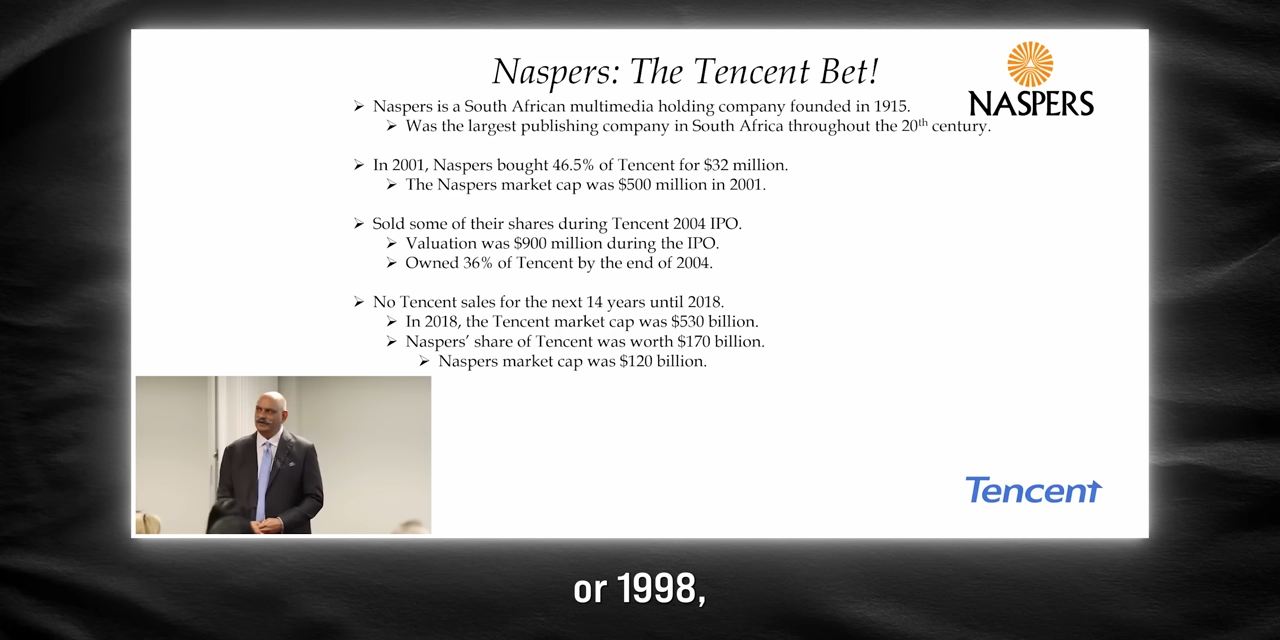 Naspers: The Tencent Bet!
NASPERS
➢ Naspers is a South African multimedia holding company founded in 1915.
➢ Was the largest publishing company in South Africa throughout the 20th century.
➢ In 2001, Naspers bought 46.5% of Tencent for $32 million.
➢ The Naspers market cap was $500 million in 2001.
➢ Sold some of their shares during Tencent 2004 IPO.
➢ Valuation was $900 million during the IPO.
➢ Owned 36% of Tencent by the end of 2004.
➢ No Tencent sales for the next 14 years until 2018.
➢ In 2018, the Tencent market cap was $530 billion.
➢ Naspers' share of Tencent was worth $170 billion.
➢ Naspers market cap was $120 billion.
Tencent
or 1998,